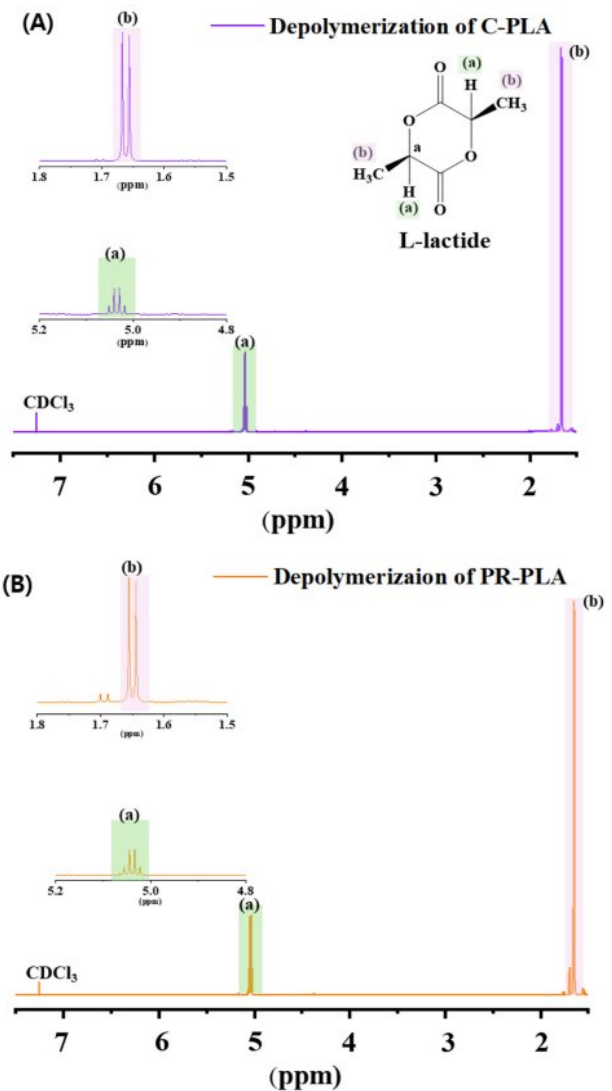 (A)
Depolymerization of C-PLA
(b)
1.8 1.7 1.6 1.5
(ppm)
(a)
5.2 5.0 4.8
(ppm)
O
(a)
H
(b)
CH₃
O
a
O
(b)
H₃C
H
(a)
O
L-lactide
(b)
(a)
CDCl₃
7 6 5 4 3 2
(ppm)
(B)
Depolymerizaion of PR-PLA
(b)
1.8 1.7 1.6 1.5
(ppm)
(a)
5.2 5.0 4.8
(ppm)
(b)
(a)
CDCl₃
7 6 5 4 3 2
(ppm)